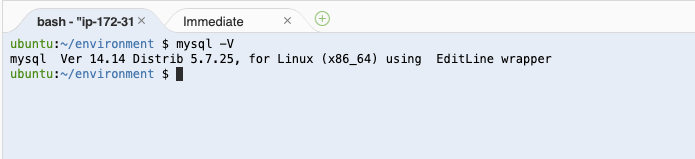 bash - "ip-172-31 × Immediate ×
ubuntu:~/environment $ mysql -V
mysql  Ver 14.14 Distrib 5.7.25, for Linux (x86_64) using  EditLine wrapper
ubuntu:~/environment $